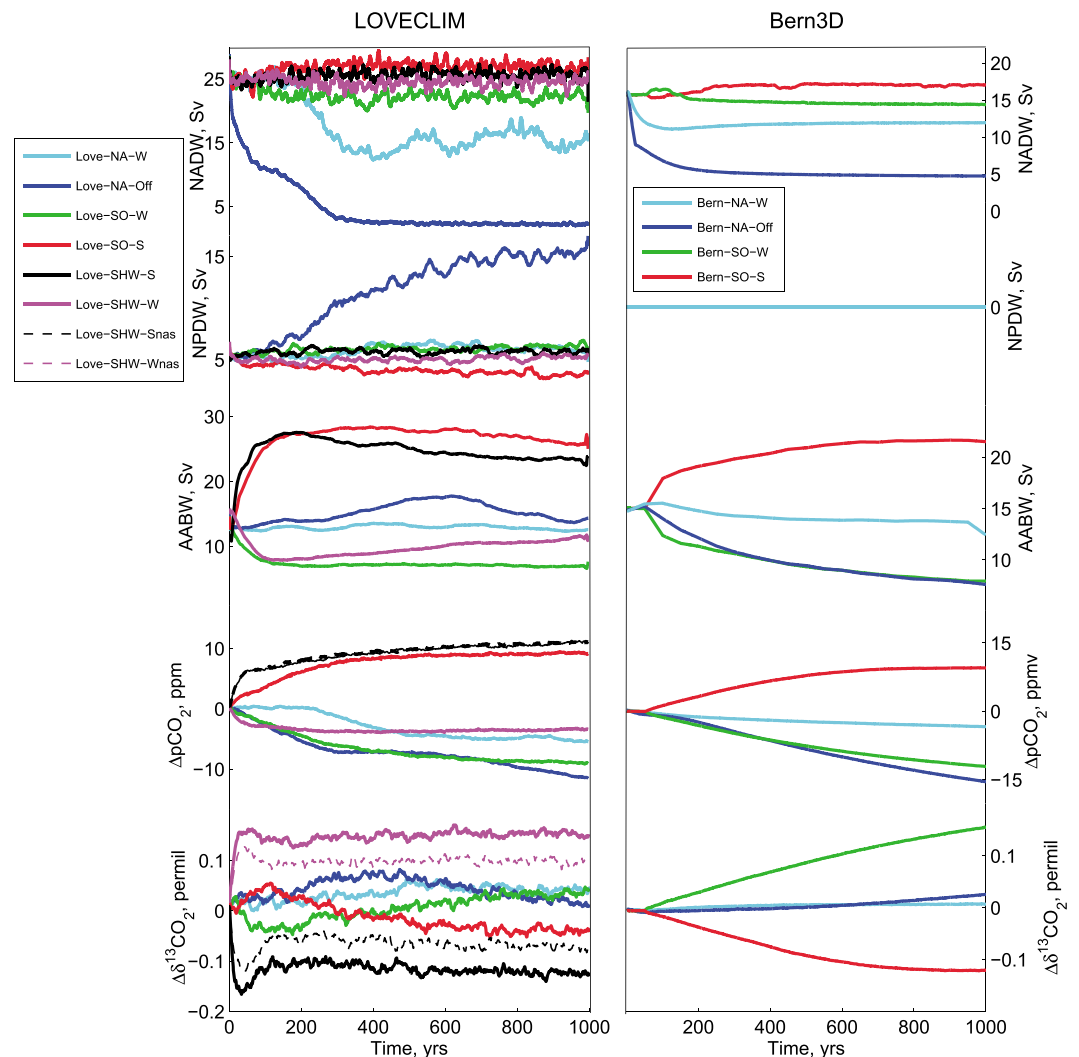 LOVECLIM
Bern3D
Love−NA−W
Love−NA−Off
Love−SO−W
Love−SO−S
Love−SHW−S
Love−SHW−W
Love−SHW−Snas
Love−SHW−Wnas
25
15
5
NADW, Sv
15
5
NPDW, Sv
30
20
10
AABW, Sv
10
0
−10
ΔpCO2, ppm
0.1
0
−0.1
−0.2
Δδ13CO2, permil
0
200
400
600
800
1000
Time, yrs
20
15
10
5
0
NADW, Sv
Bern−NA−W
Bern−NA−Off
Bern−SO−W
Bern−SO−S
0
NPDW, Sv
20
15
10
AABW, Sv
15
0
−15
ΔpCO2, ppmv
0.1
0
−0.1
Δδ13CO2, permil
200
400
600
800
1000
Time, yrs